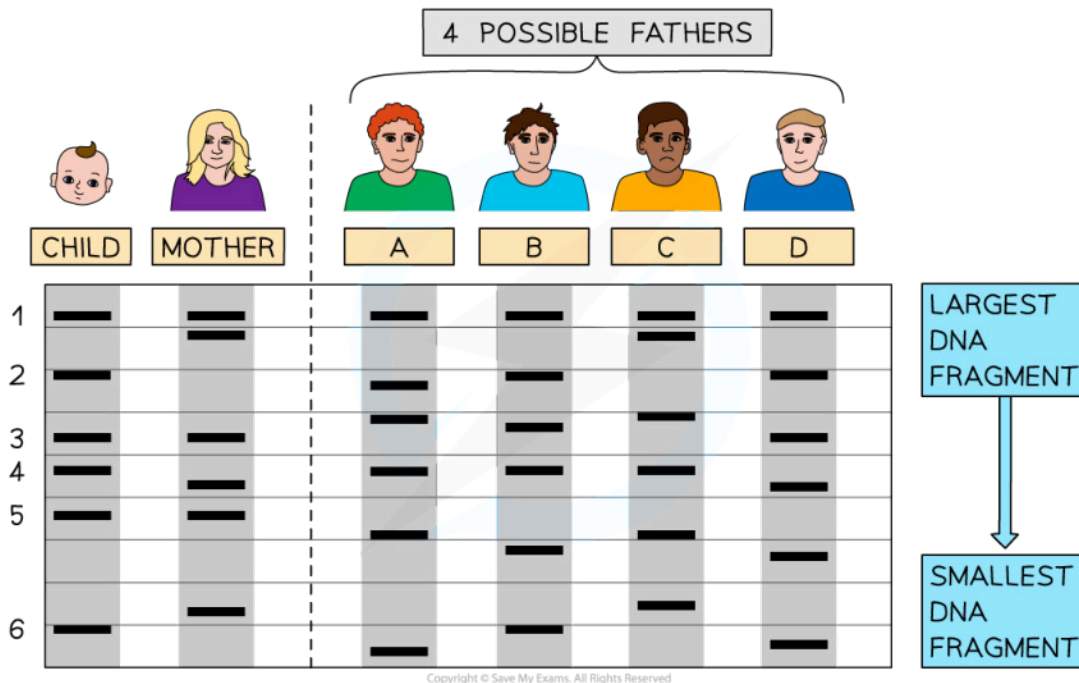 4 POSSIBLE FATHERS
CHILD
MOTHER
A
B
C
D
1
2
3
4
5
6
LARGEST
DNA
FRAGMENT
SMALLEST
DNA
FRAGMENT
Copyright © Save My Exams. All Rights Reserved